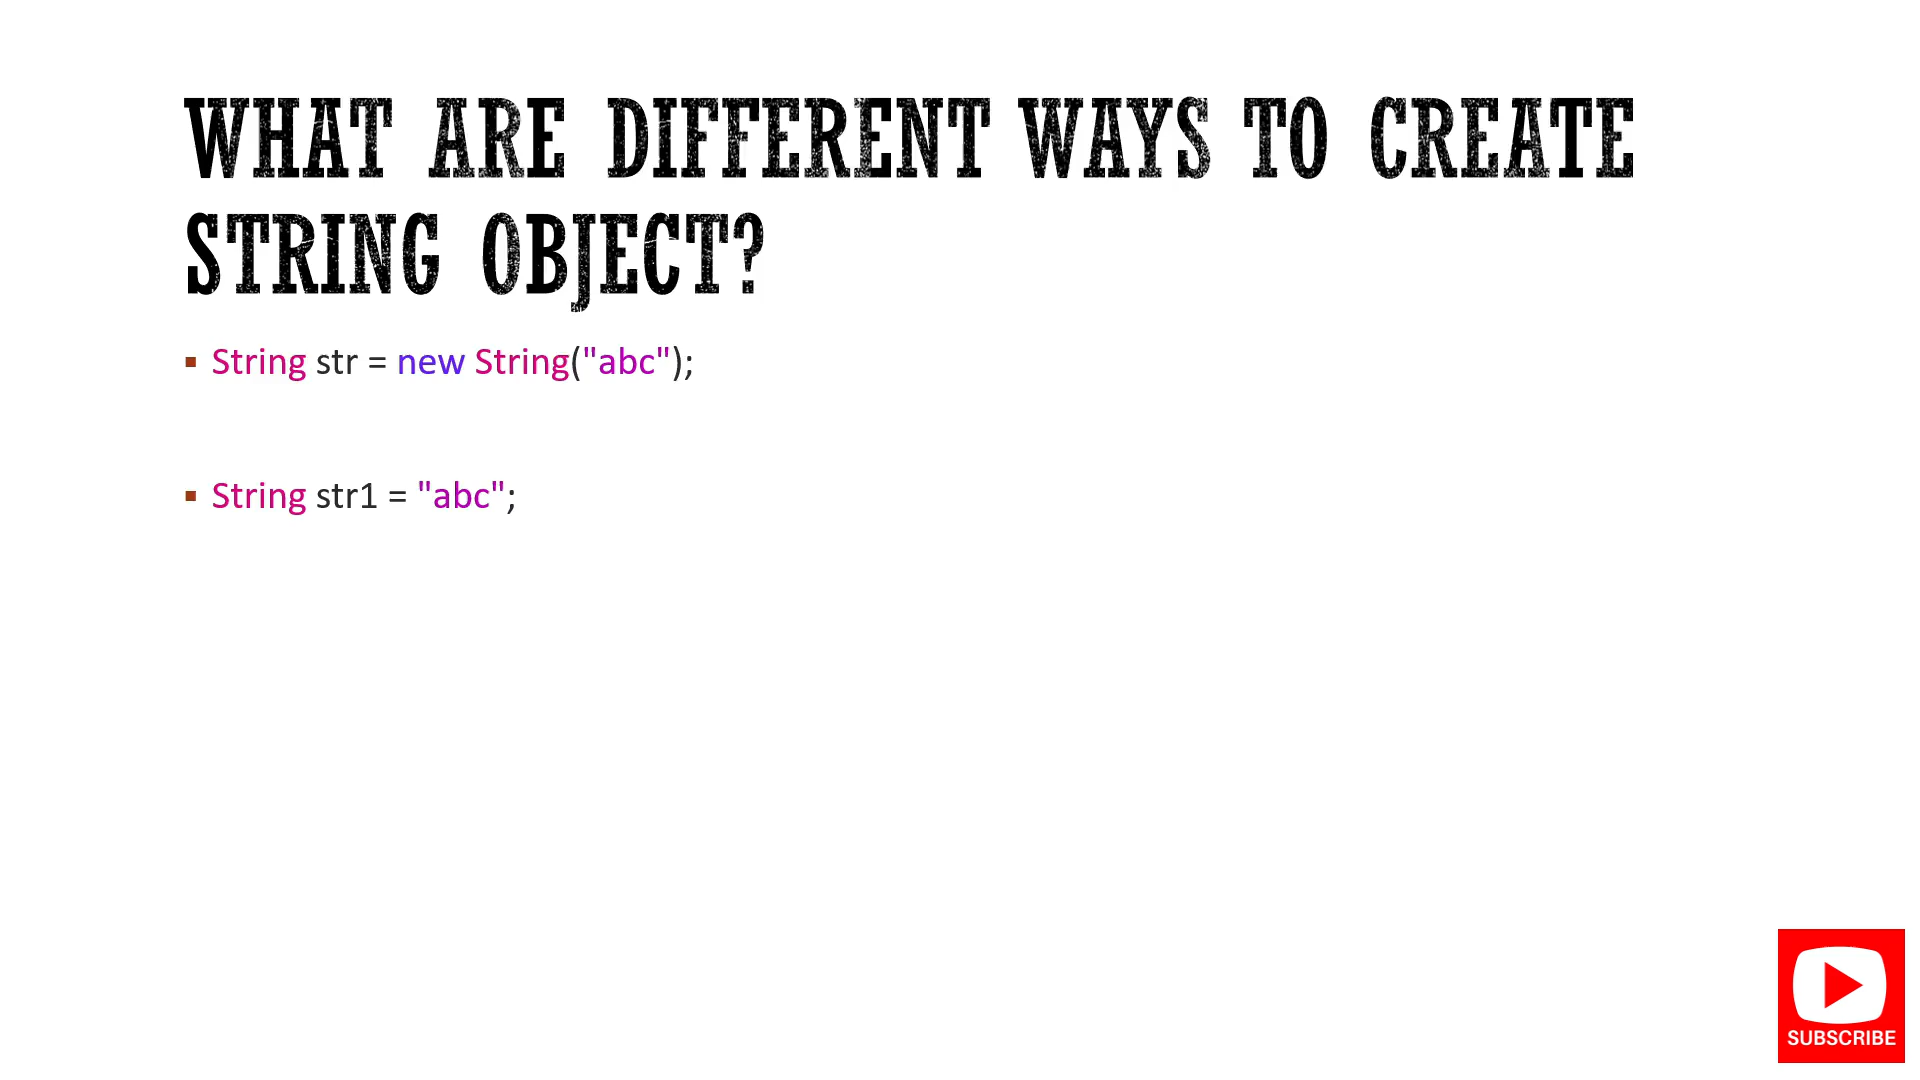 WHAT ARE DIFFERENT WAYS TO CREATE
STRING OBJECT?
▪ String str = new String("abc");
▪ String str1 = "abc";
SUBSCRIBE